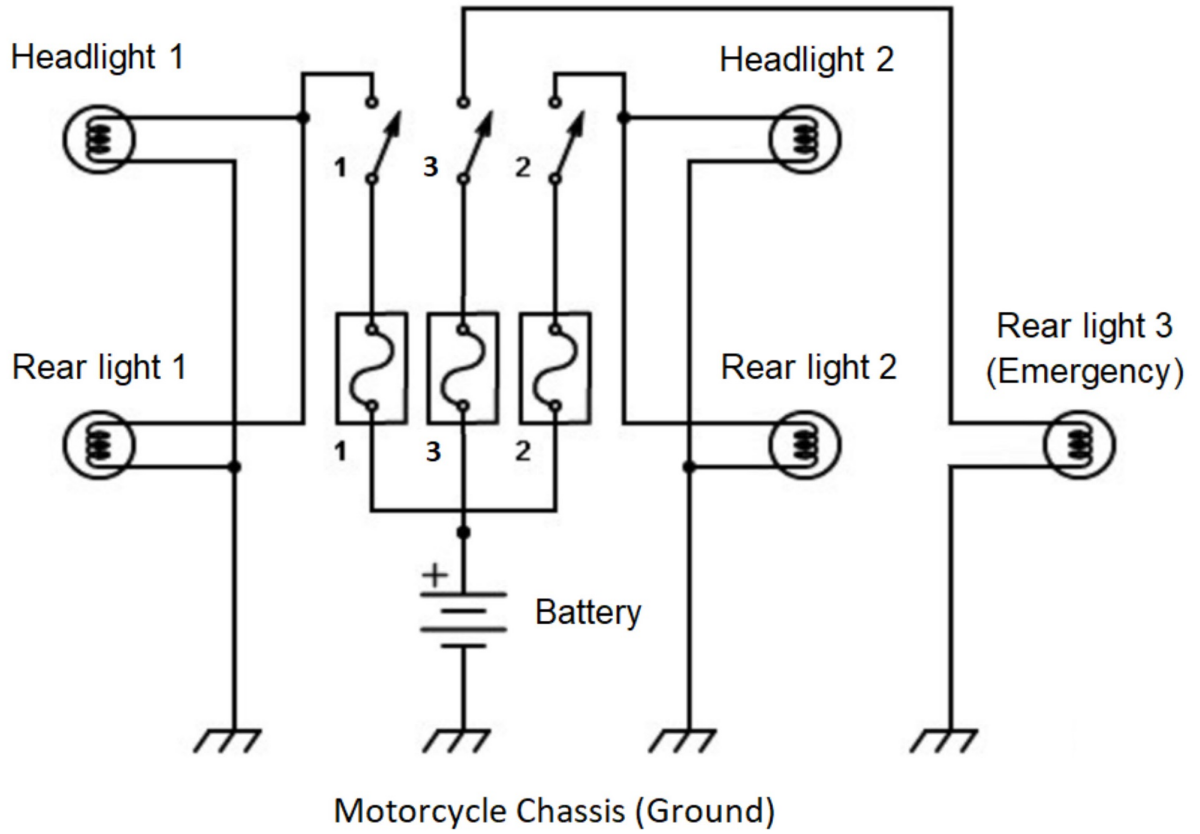 Headlight 1
Headlight 2
1
3
2
Rear light 1
Rear light 2
Rear light 3
(Emergency)
1
3
2
+
Battery
Motorcycle Chassis (Ground)